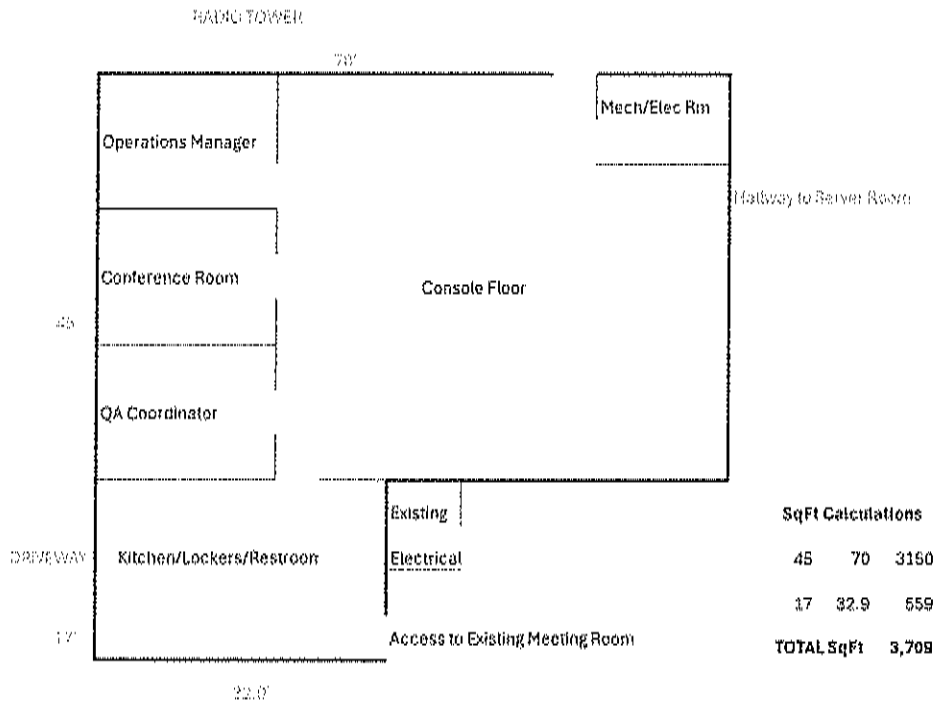 RADIO TOWER
70'
Mech/Elec Rm
Operations Manager
Hallway to Server Room
Conference Room
Console Floor
45'
QA Coordinator
Existing
SqFt Calculations
DRIVEWAY
Kitchen/Lockers/Restroom
Electrical
45 70 3150
17 32.9 559
17'
Access to Existing Meeting Room
TOTAL SqFt 3,709